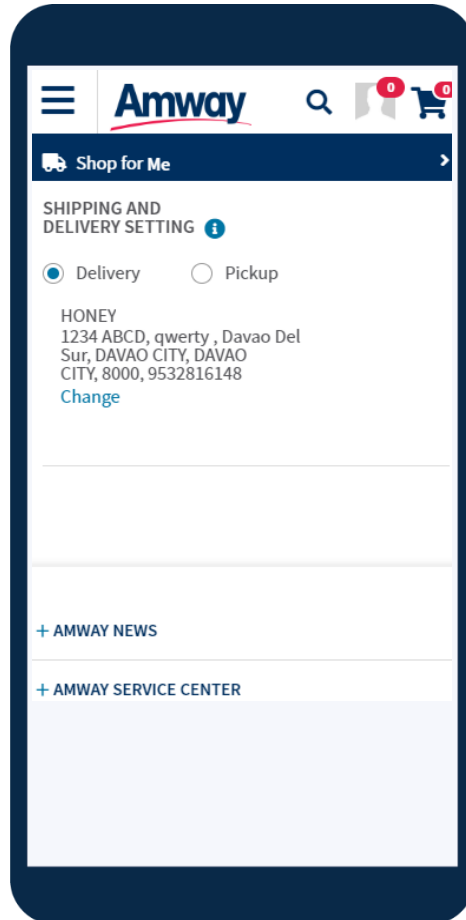 Amway
0
0
Shop for Me
SHIPPING AND
DELIVERY SETTING
Delivery
Pickup
HONEY
1234 ABCD, qwerty , Davao Del
Sur, DAVAO CITY, DAVAO
CITY, 8000, 9532816148
Change
+ AMWAY NEWS
+ AMWAY SERVICE CENTER